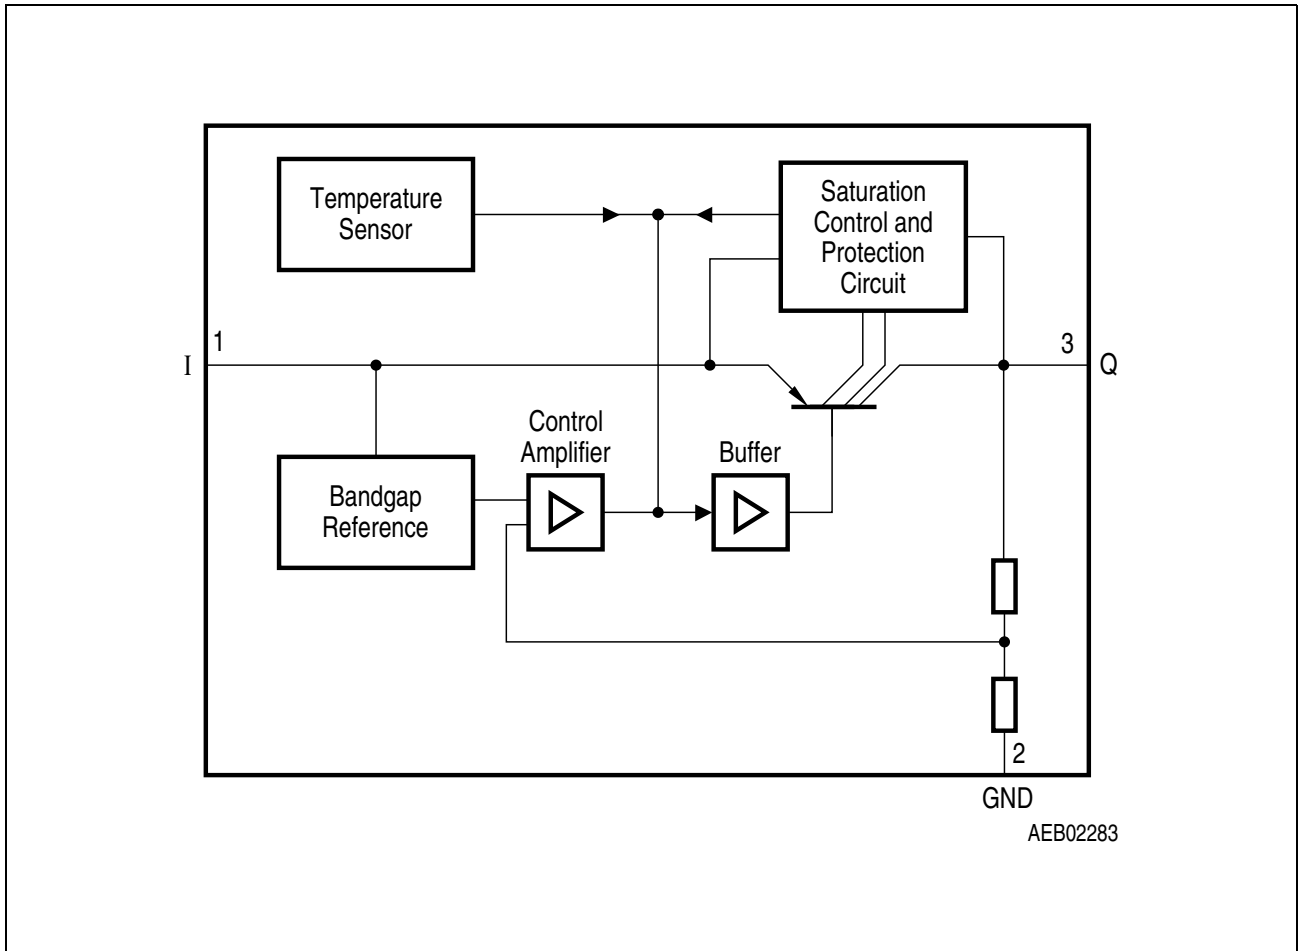 Temperature
Sensor
Saturation
Control and
Protection
Circuit
1
I
3
Q
Control
Amplifier
Buffer
Bandgap
Reference
2
GND
AEB02283